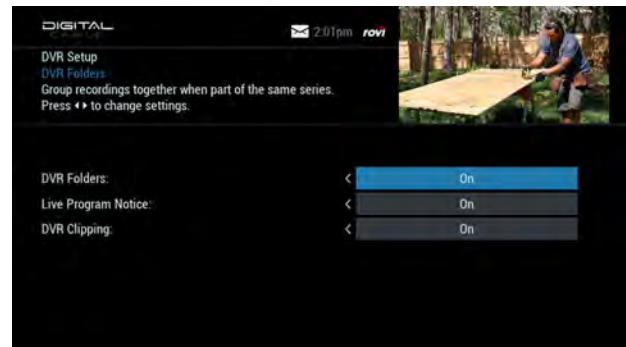 DIGITAL
2:01pm rovi
DVR Setup
DVR Folders
Group recordings together when part of the same series.
Press ◂ ▸ to change settings.
DVR Folders: < On
Live Program Notice: < On
DVR Clipping: < On